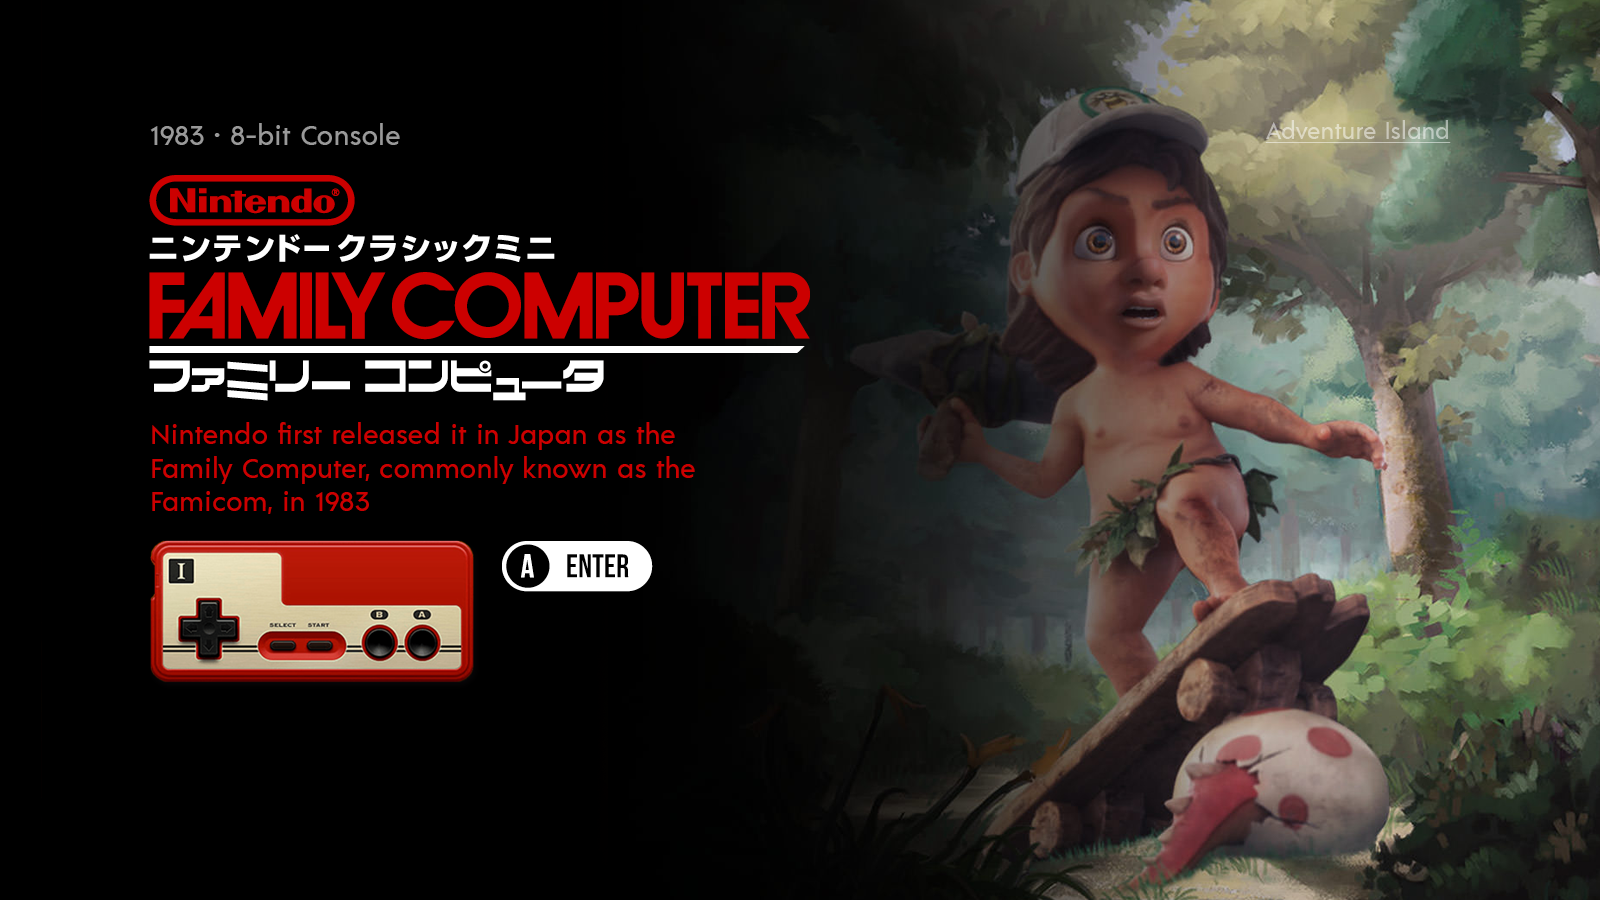 1983 · 8-bit Console
Adventure Island
Nintendo®
ニンテンドークラシックミニ
FAMILY COMPUTER
ファミリー コンピュータ
Nintendo first released it in Japan as the
Family Computer, commonly known as the
Famicom, in 1983
I
SELECT START
B A
A ENTER